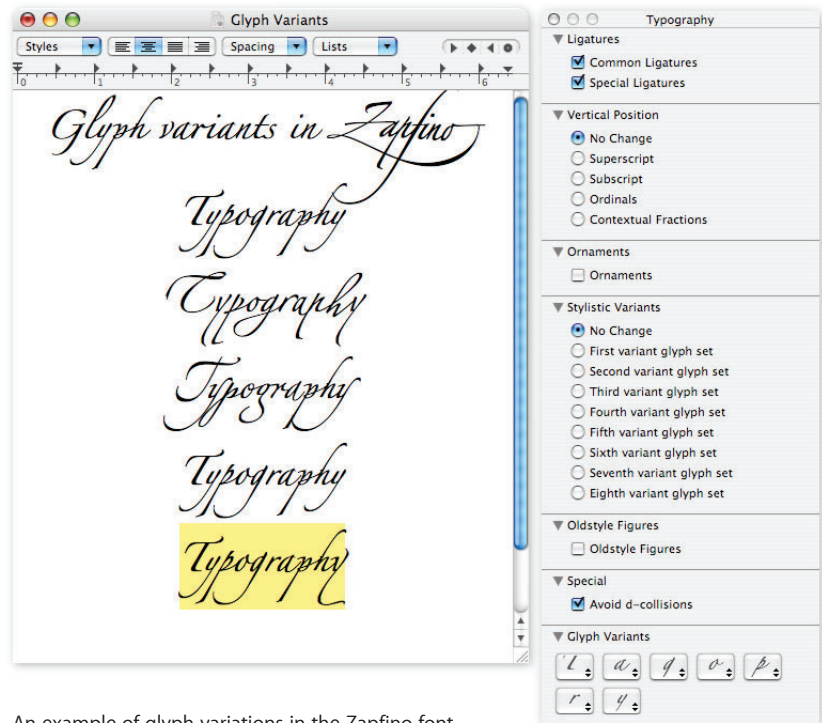 Glyph Variants
Styles Spacing Lists
0 1 2 3 4 5 6
Glyph variants in Zapfino
Typography
Typography
Typography
Typography
Typography
An example of glyph variations in the Zapfino font
Typography
Ligatures
Common Ligatures
Special Ligatures
Vertical Position
No Change
Superscript
Subscript
Ordinals
Contextual Fractions
Ornaments
Ornaments
Stylistic Variants
No Change
First variant glyph set
Second variant glyph set
Third variant glyph set
Fourth variant glyph set
Fifth variant glyph set
Sixth variant glyph set
Seventh variant glyph set
Eighth variant glyph set
Oldstyle Figures
Oldstyle Figures
Special
Avoid d-collisions
Glyph Variants
T a g o p
r y